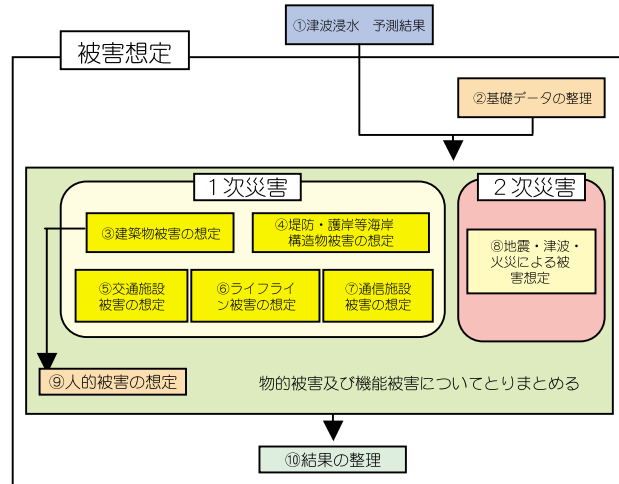 ①津波浸水　予測結果
被害想定
②基礎データの整理
１次災害
２次災害
③建築物被害の想定
④堤防・護岸等海岸
構造物被害の想定
⑧地震・津波・
火災による被
害想定
⑤交通施設
被害の想定
⑥ライフライ
ン被害の想定
⑦通信施設
被害の想定
⑨人的被害の想定
物的被害及び機能被害についてとりまとめる
⑩結果の整理